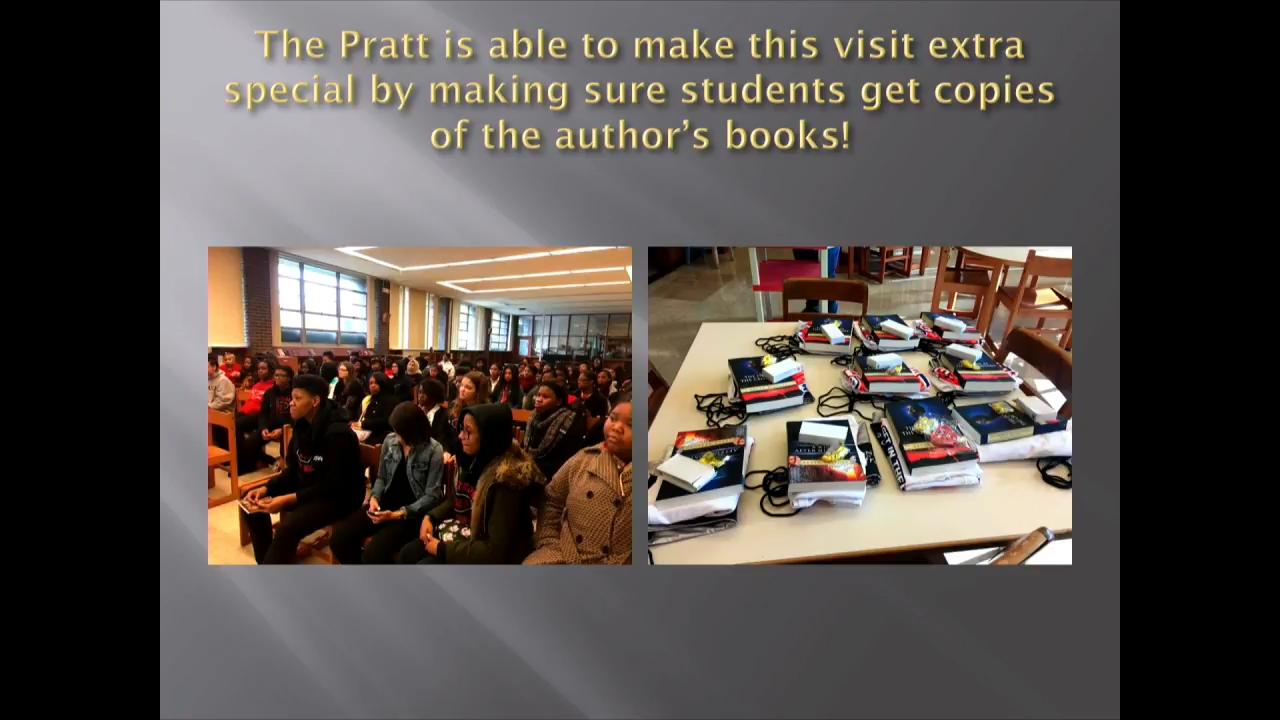 The Pratt is able to make this visit extra
special by making sure students get copies
of the author's books!